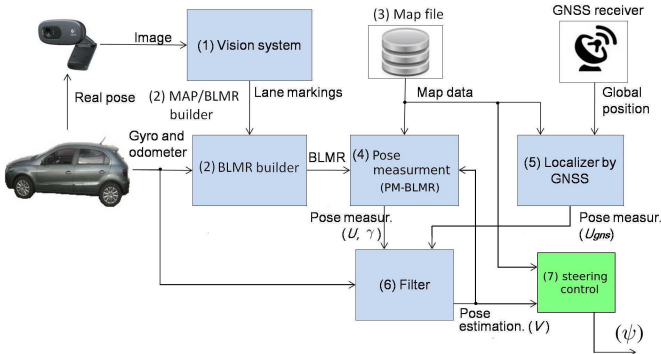 (3) Map file
GNSS receiver
Image
(1) Vision system
Real pose
(2) MAP/BLMR
builder
Lane markings
Map data
Global
position
Gyro and
odometer
(2) BLMR builder
BLMR
(4) Pose
measurment
(PM-BLMR)
(5) Localizer by
GNSS
Pose measur.
(U, γ)
Pose measur.
(Ugns)
(6) Filter
(7) steering
control
Pose
estimation. (V)
(ψ)